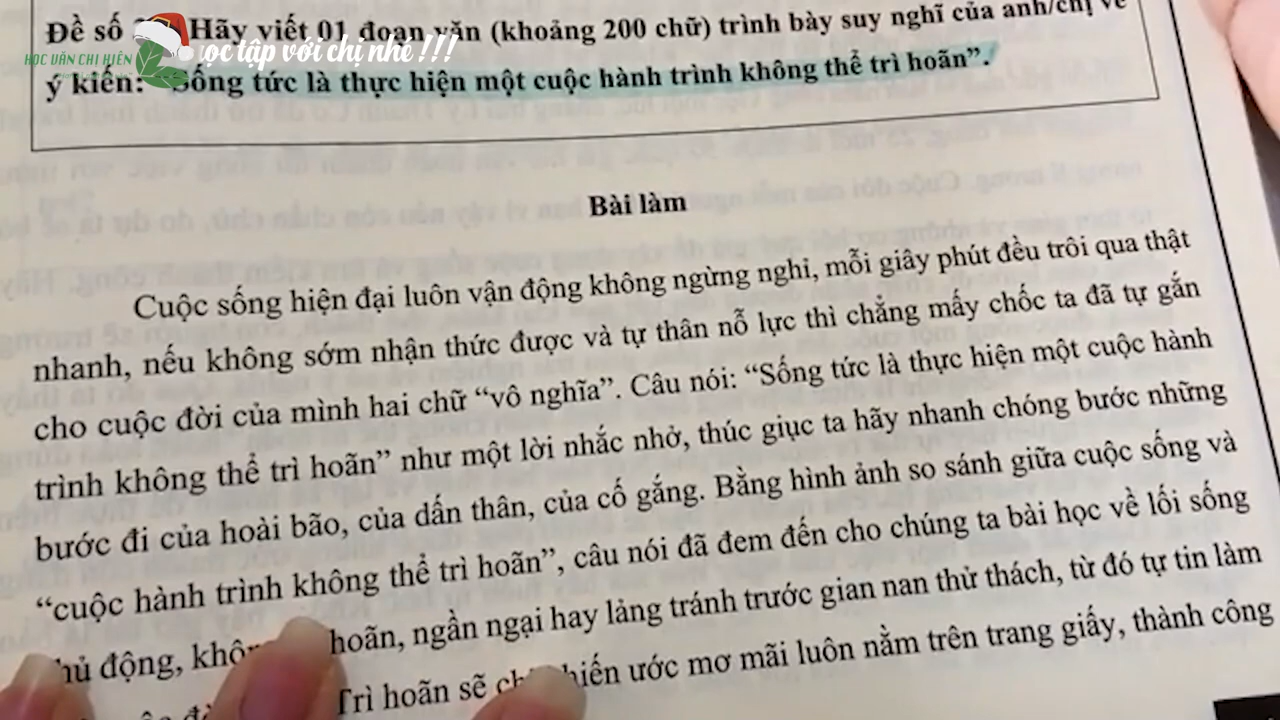 Đề số Hãy viết 01 đoạn văn (khoảng 200 chữ) trình bày suy nghĩ của anh/chị về
HỌC VĂN CHỊ HIÊN
ọc tập với chị nhé !!!
ý kiến: "Sống tức là thực hiện một cuộc hành trình không thể trì hoãn".
Bài làm
Cuộc sống hiện đại luôn vận động không ngừng nghỉ, mỗi giây phút đều trôi qua thật
nhanh, nếu không sớm nhận thức được và tự thân nỗ lực thì chẳng mấy chốc ta đã tự gắn
cho cuộc đời của mình hai chữ "vô nghĩa". Câu nói: "Sống tức là thực hiện một cuộc hành
trình không thể trì hoãn" như một lời nhắc nhở, thúc giục ta hãy nhanh chóng bước những
bước đi của hoài bão, của dấn thân, của cố gắng. Bằng hình ảnh so sánh giữa cuộc sống và
"cuộc hành trình không thể trì hoãn", câu nói đã đem đến cho chúng ta bài học về lối sống
hủ động, hoãn, ngần ngại hay lảng tránh trước gian nan thử thách, từ đó tự tin làm
Trì hoãn sẽ ước mơ mãi luôn nằm trên trang giấy, thành công